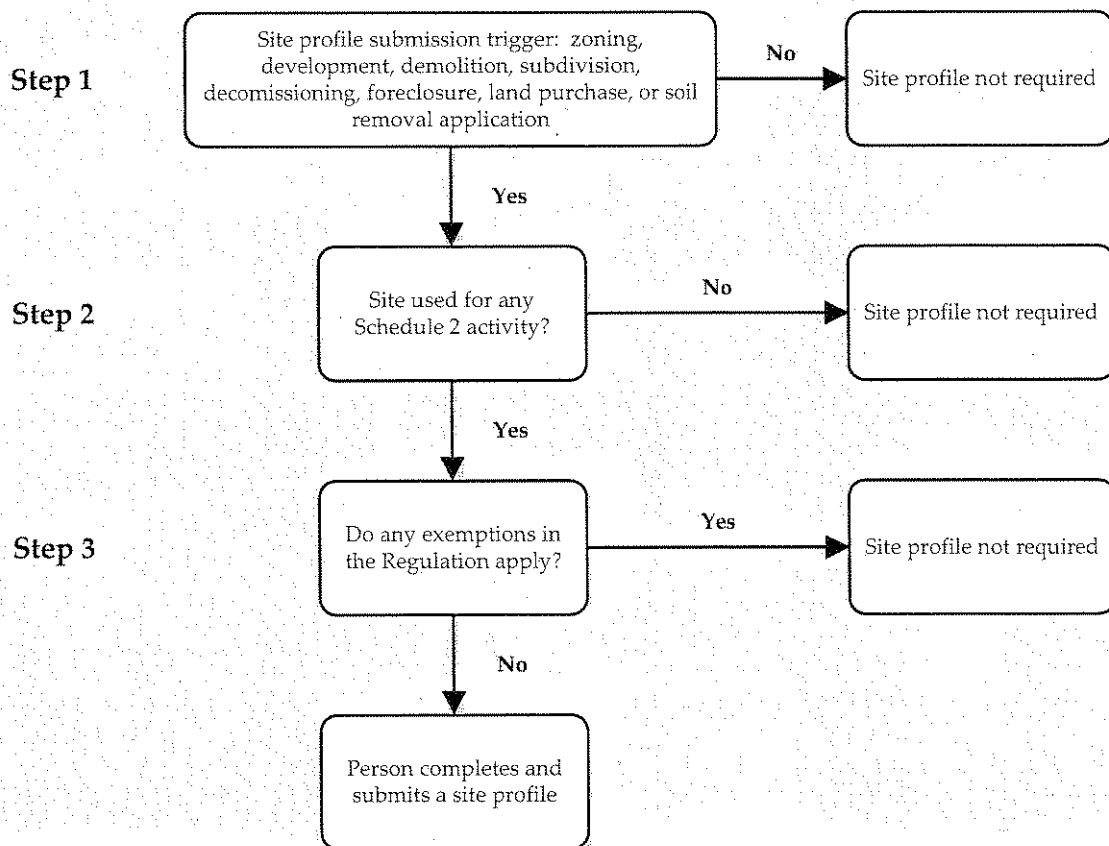 Step 1
Site profile submission trigger: zoning,
development, demolition, subdivision,
decomissioning, foreclosure, land purchase, or soil
removal application
No
Site profile not required
Yes
Step 2
Site used for any
Schedule 2 activity?
No
Site profile not required
Yes
Step 3
Do any exemptions in
the Regulation apply?
Yes
Site profile not required
No
Person completes and
submits a site profile